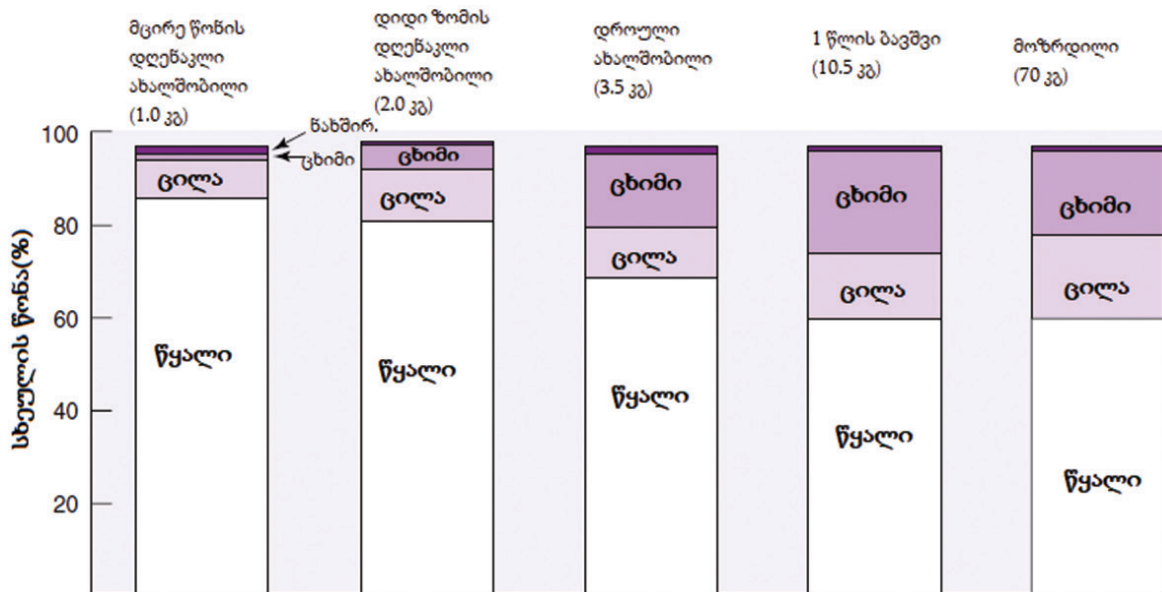 მცირე წონის
დღენაკლი
ახალშობილი
(1.0 კგ)
დიდი ზომის
დღენაკლი
ახალშობილი
(2.0 კგ)
დროული
ახალშობილი
(3.5 კგ)
1 წლის ბავშვი
(10.5 კგ)
მოზრდილი
(70 კგ)
სხეულის წონა(%)
100
80
60
40
20
ნახშირ.
ცხიმი
ცილა
წყალი
ცხიმი
ცილა
წყალი
ცხიმი
ცილა
წყალი
ცხიმი
ცილა
წყალი
ცხიმი
ცილა
წყალი